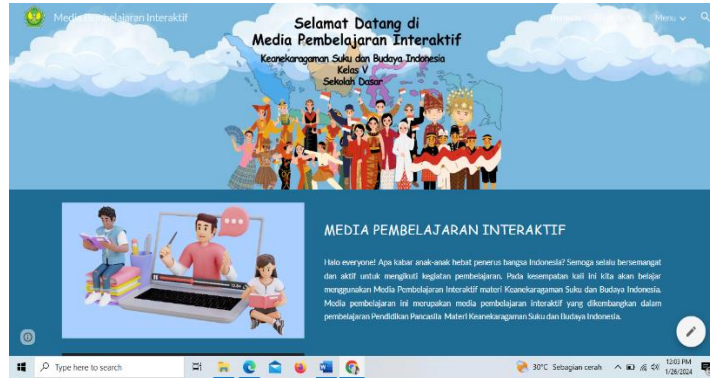 Media Pembelajaran Interaktif
Menu
Selamat Datang di
Media Pembelajaran Interaktif
Keanekaragaman Suku dan Budaya Indonesia
Kelas V
Sekolah Dasar
MEDIA PEMBELAJARAN INTERAKTIF
Halo everyone! Apa kabar anak-anak hebat penerus bangsa Indonesia? Semoga selalu bersemangat
dan aktif untuk mengikuti kegiatan pembelajaran. Pada kesempatan kali ini kita akan belajar
menggunakan Media Pembelajaran Interaktif materi Keanekaragaman Suku dan Budaya Indonesia.
Media pembelajaran ini merupakan media pembelajaran interaktif yang dikembangkan dalam
pembelajaran Pendidikan Pancasila Materi Keanekaragaman Suku dan Budaya Indonesia.
Type here to search
30°C Sebagian cerah
12:03 PM
1/26/2024